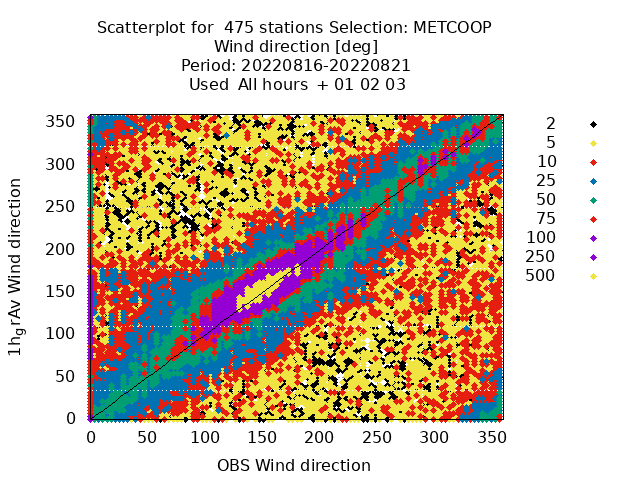 Scatterplot for 475 stations Selection: METCOOP
Wind direction [deg]
Period: 20220816-20220821
Used All hours + 01 02 03
1hgrAv Wind direction
350
300
250
200
150
100
50
0
0 50 100 150 200 250 300 350
OBS Wind direction
2
5
10
25
50
75
100
250
500